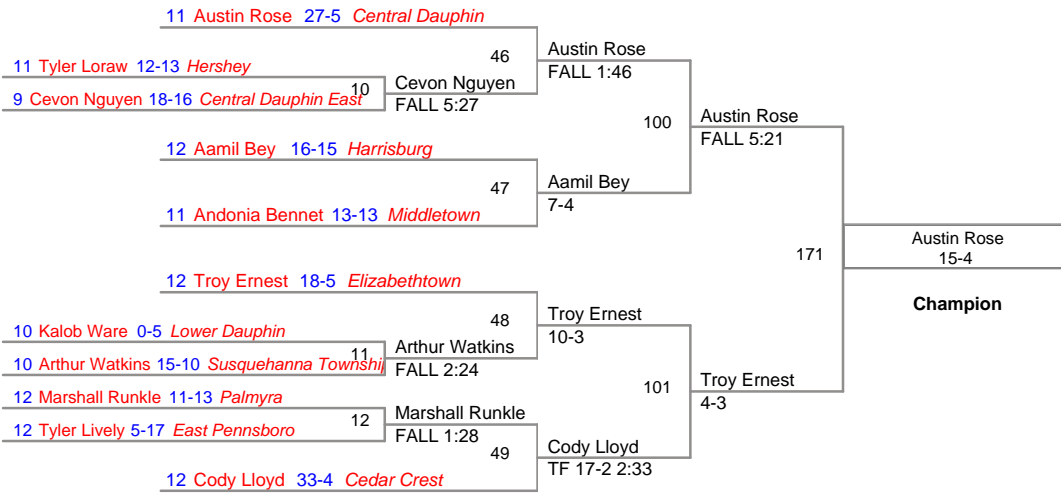 11 Austin Rose 27-5 Central Dauphin
46
Austin Rose
FALL 1:46
11 Tyler Loraw 12-13 Hershey
10
Cevon Nguyen
FALL 5:27
9 Cevon Nguyen 18-16 Central Dauphin East
100
Austin Rose
FALL 5:21
12 Aamil Bey 16-15 Harrisburg
47
Aamil Bey
7-4
11 Andonia Bennet 13-13 Middletown
171
Austin Rose
15-4
Champion
12 Troy Ernest 18-5 Elizabethtown
48
Troy Ernest
10-3
10 Kalob Ware 0-5 Lower Dauphin
11
Arthur Watkins
FALL 2:24
10 Arthur Watkins 15-10 Susquehanna Township
101
Troy Ernest
4-3
12 Marshall Runkle 11-13 Palmyra
12
Marshall Runkle
FALL 1:28
12 Tyler Lively 5-17 East Pennsboro
49
Cody Lloyd
TF 17-2 2:33
12 Cody Lloyd 33-4 Cedar Crest